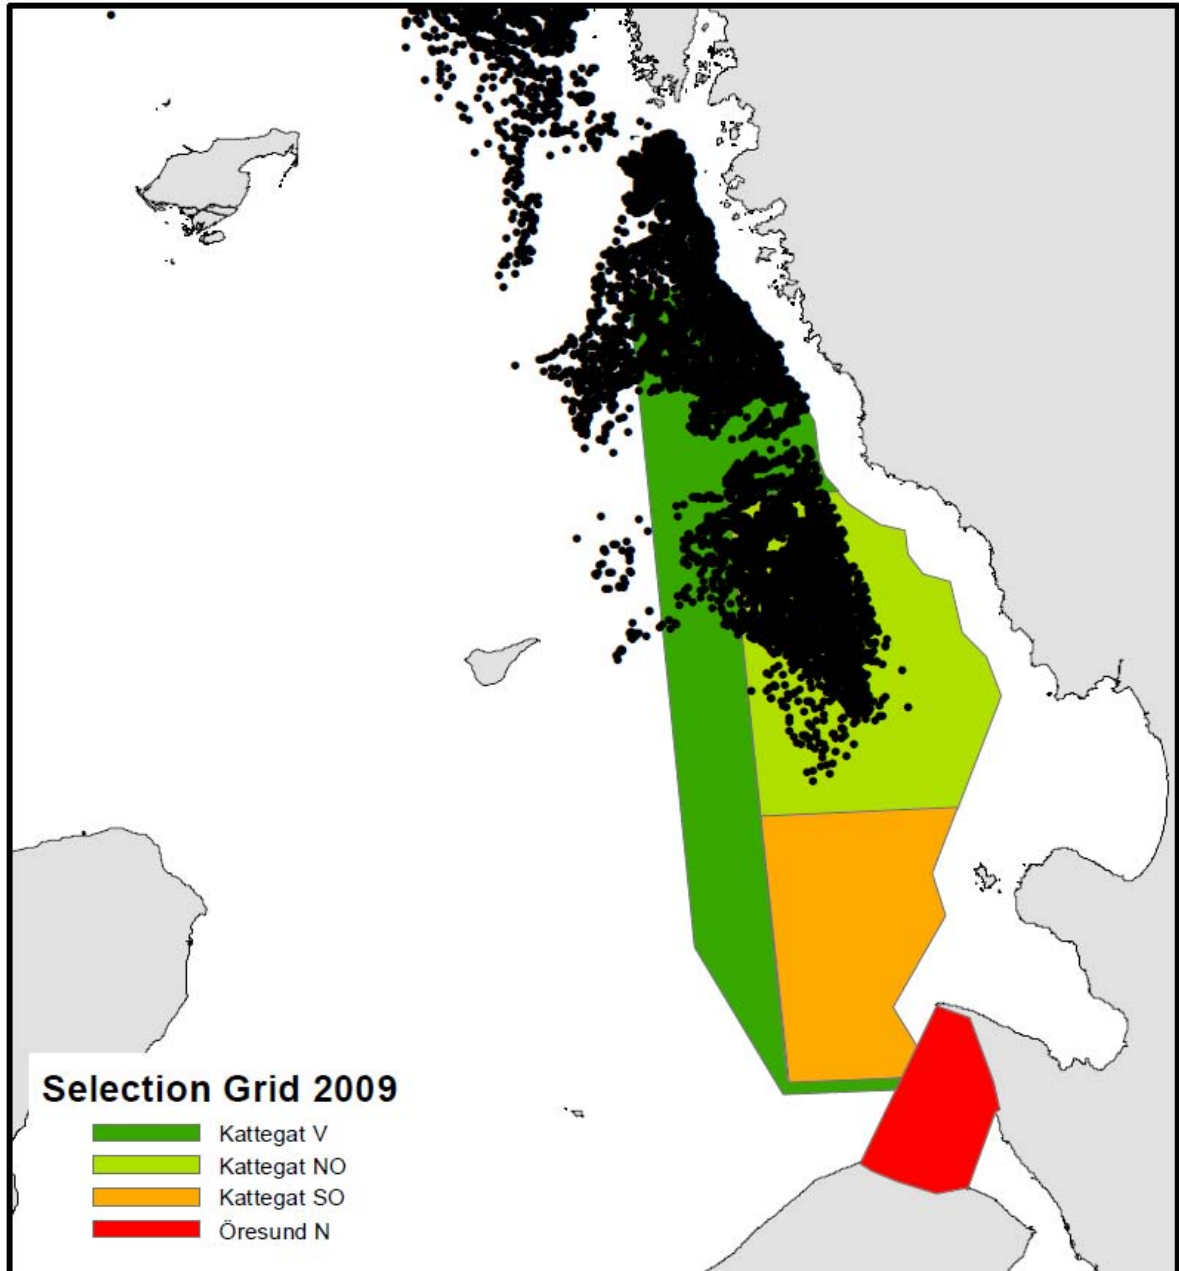 Selection Grid 2009
Kattegat V
Kattegat NO
Kattegat SO
Öresund N